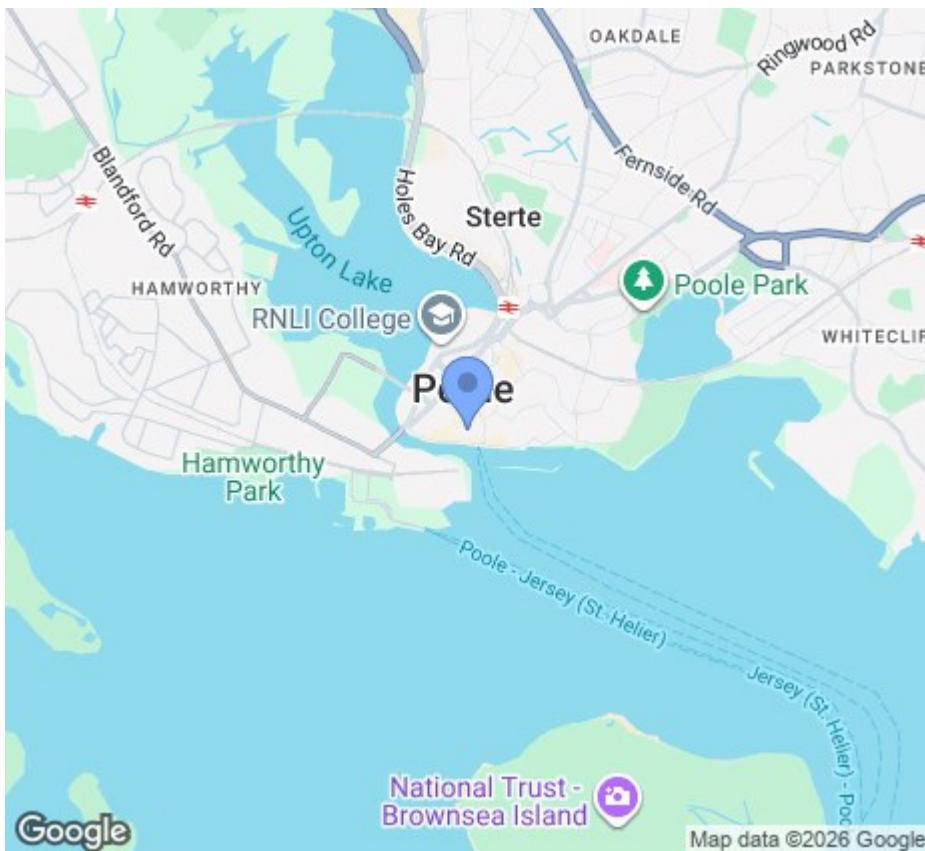 OAKDALE
Ringwood Rd
PARKSTONE
Blandford Rd
Holes Bay Rd
Fernside Rd
Sterte
Upton Lake
HAMWORTHY
RNLI College
Poole Park
WHITECLIF
Hamworthy
Park
Poole - Jersey (St. Helier)
Jersey (St. Helier) - Poo
National Trust -
Brownsea Island
Google
Map data ©2026 Google